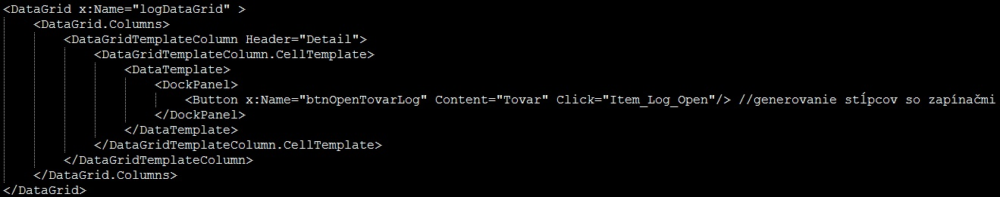 <DataGrid x:Name="logDataGrid" >
<DataGrid.Columns>
<DataGridTemplateColumn Header="Detail">
<DataGridTemplateColumn.CellTemplate>
<DataTemplate>
<DockPanel>
<Button x:Name="btnOpenTovarLog" Content="Tovar" Click="Item_Log_Open"/> //generovanie stĺpcov so zapínačmi
</DockPanel>
</DataTemplate>
</DataGridTemplateColumn.CellTemplate>
</DataGridTemplateColumn>
</DataGrid.Columns>
</DataGrid>